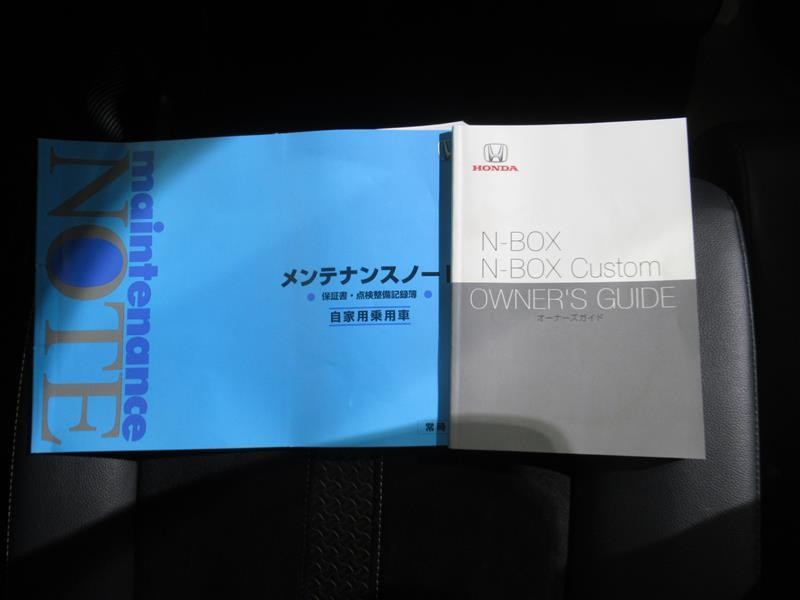 maintenance
NOTE
メンテナンスノート
保証書・点検整備記録簿
自家用乗用車
常時
HONDA
N-BOX
N-BOX Custom
OWNER'S GUIDE
オーナーズガイド